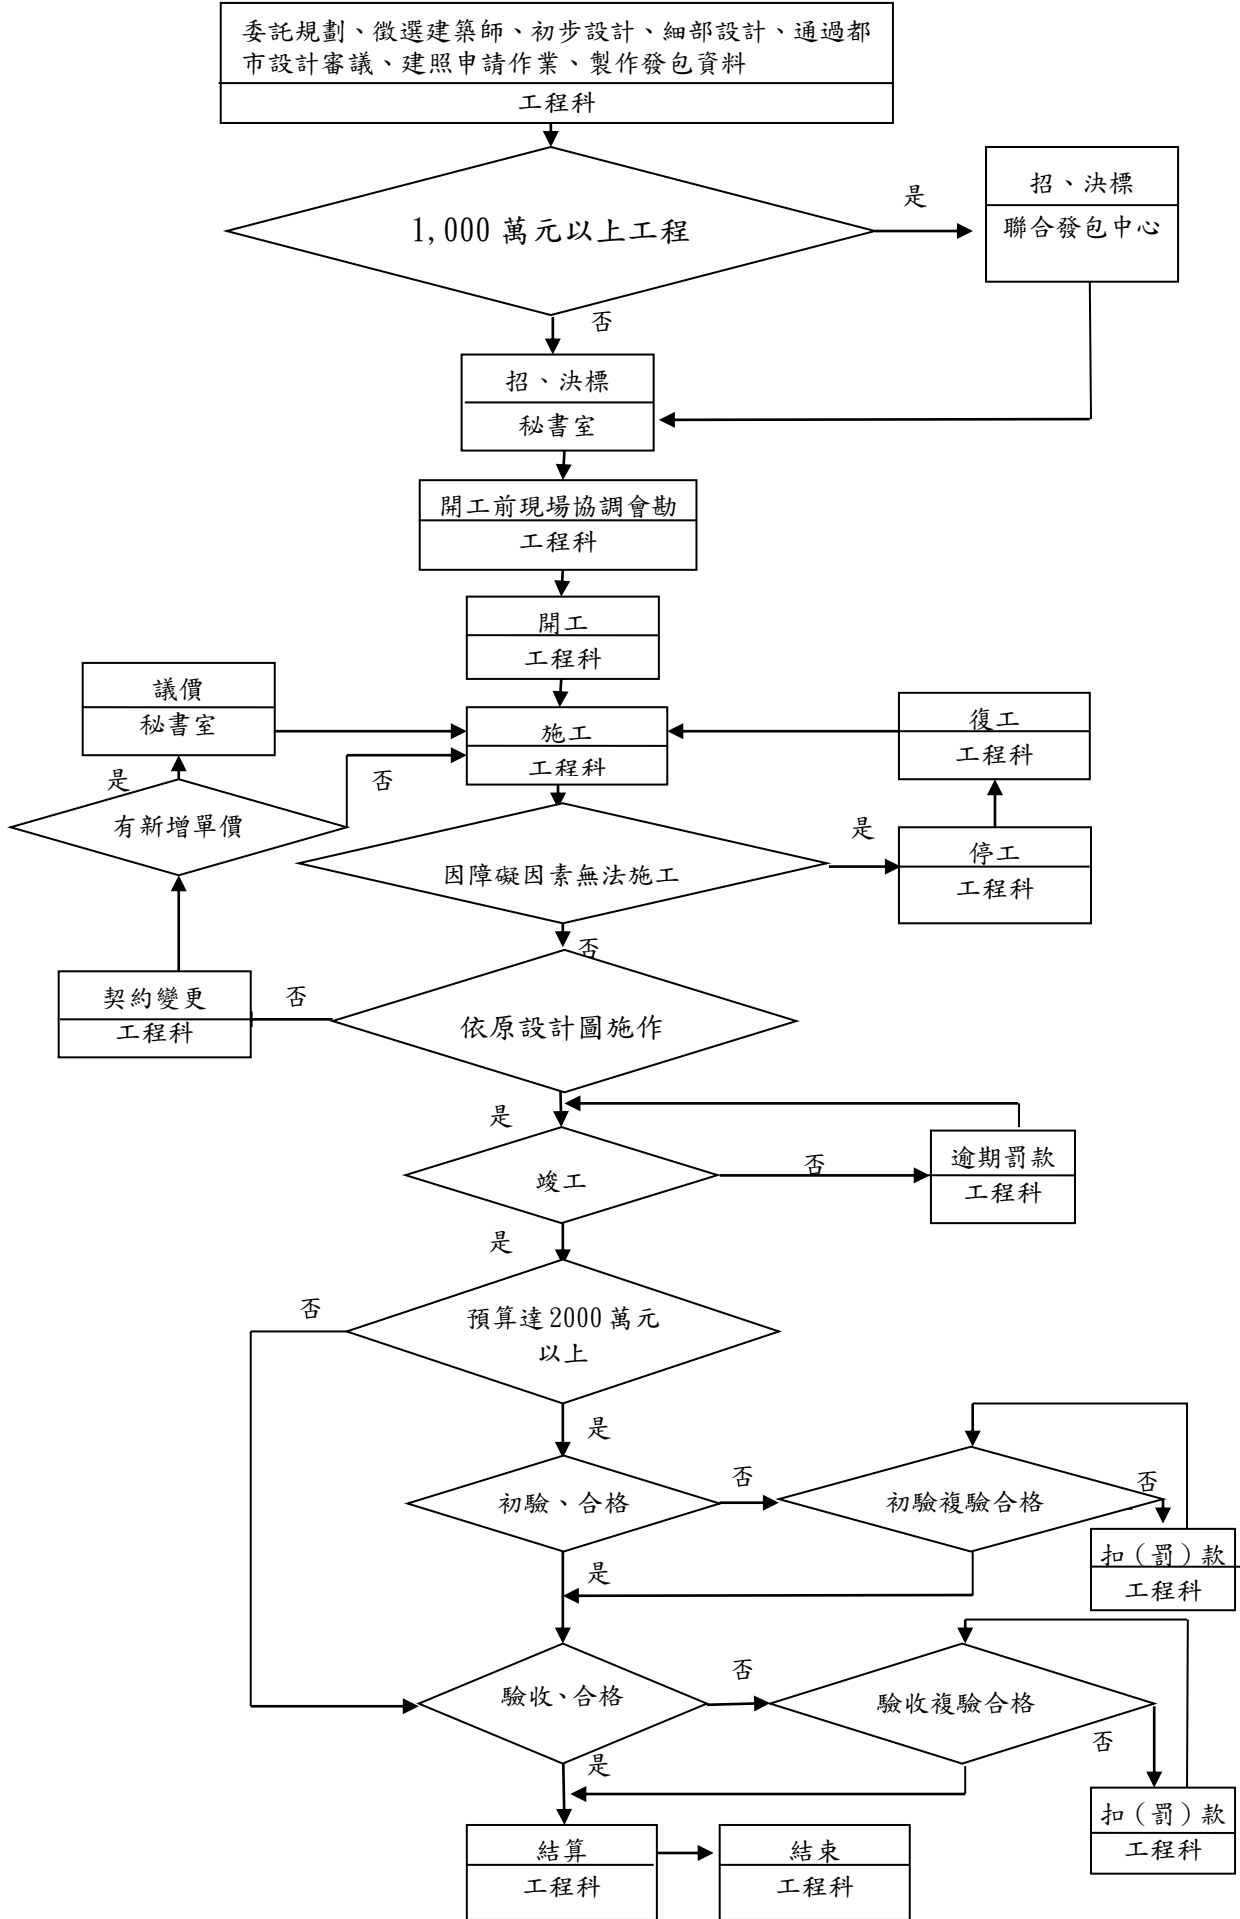 委託規劃、徵選建築師、初步設計、細部設計、通過都
市設計審議、建照申請作業、製作發包資料
工程科
1,000 萬元以上工程
是
招、決標
聯合發包中心
否
招、決標
秘書室
開工前現場協調會勘
工程科
開工
工程科
議價
秘書室
施工
工程科
復工
工程科
是
否
有新增單價
因障礙因素無法施工
是
停工
工程科
否
契約變更
工程科
否
依原設計圖施作
是
竣工
否
逾期罰款
工程科
是
否
預算達 2000 萬元
以上
是
初驗、合格
否
初驗複驗合格
否
扣（罰）款
工程科
是
驗收、合格
否
驗收複驗合格
否
扣（罰）款
工程科
是
結算
工程科
結束
工程科